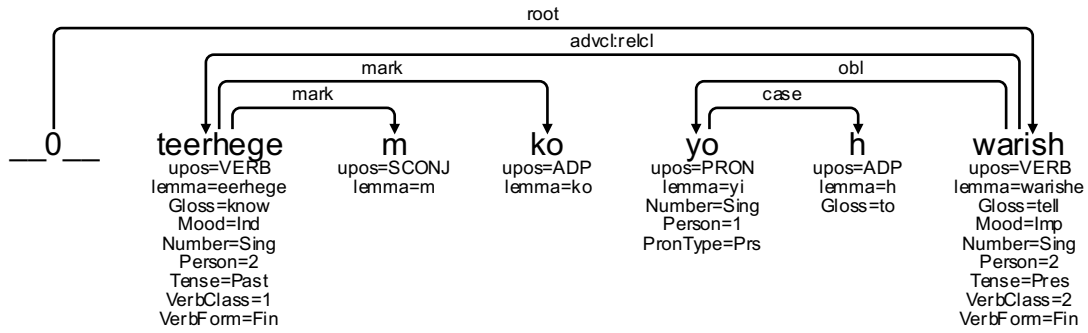 root
advcl:relcl
mark obl
mark case
__0__ teerhege m ko yo h warish
upos=VERB upos=SCONJ upos=ADP upos=PRON upos=ADP upos=VERB
lemma=eerhege lemma=m lemma=ko lemma=yi lemma=h lemma=warishe
Gloss=know Number=Sing Gloss=to Gloss=tell
Mood=Ind Person=1 Mood=Imp
Number=Sing PronType=Prs Number=Sing
Person=2 Person=2
Tense=Past Tense=Pres
VerbClass=1 VerbClass=2
VerbForm=Fin VerbForm=Fin